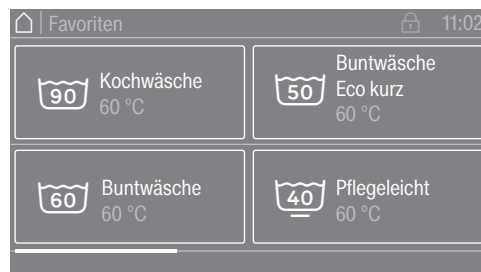 Favoriten 11:02
90 Kochwäsche
60 °C
50 Buntwäsche
Eco kurz
60 °C
60 Buntwäsche
60 °C
40 Pflegeleicht
60 °C